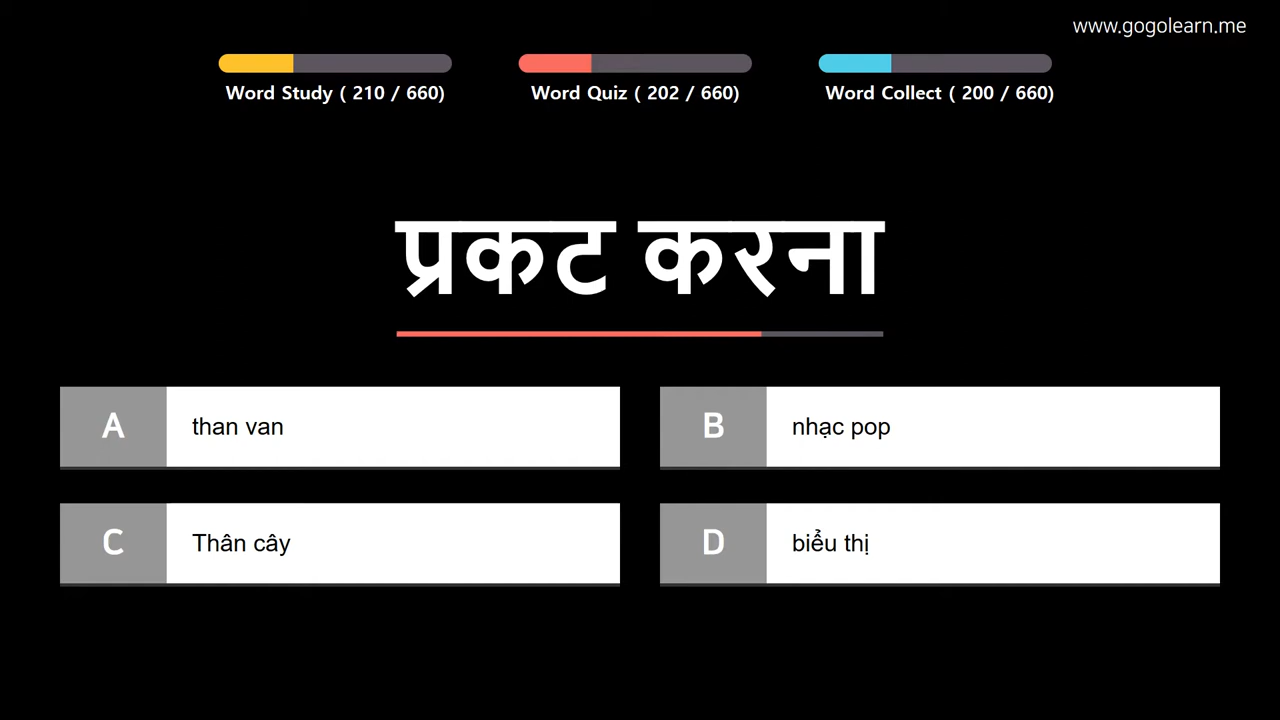 www.gogolearn.me
Word Study ( 210 / 660)
Word Quiz ( 202 / 660)
Word Collect ( 200 / 660)
प्रकट करना
A than van
B nhạc pop
C Thân cây
D biểu thị